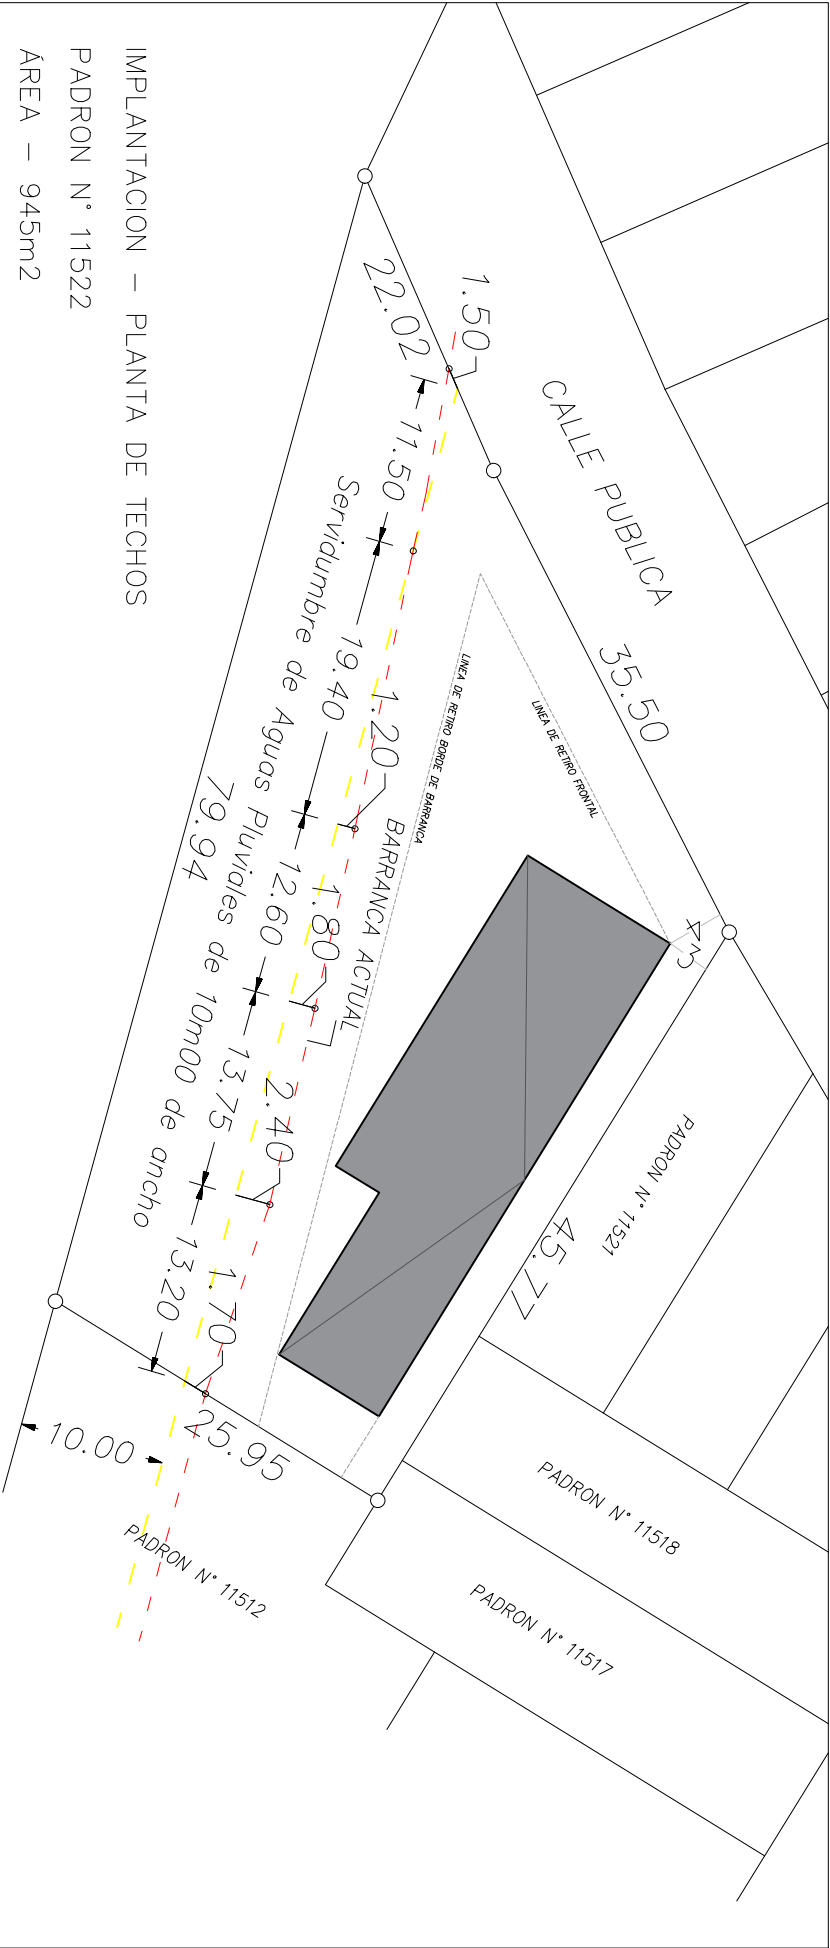 IMPLANTACION - PLANTA DE TECHOS
PADRON N° 11522
ÁREA - 945m2
CALLE PUBLICA
22.02
1.50
35.50
11.50
19.40
12.60
13.75
13.20
1.20
1.80
2.40
1.70
Servidumbre de Aguas Pluviales de 10m00 de ancho
79.94
BARRANCA ACTUAL
LINEA DE RETIRO BORDE DE BARRANCA
LINEA DE RETIRO FRONTAL
4
3
45.77
25.95
10.00
PADRON N° 11521
PADRON N° 11518
PADRON N° 11517
PADRON N° 11512